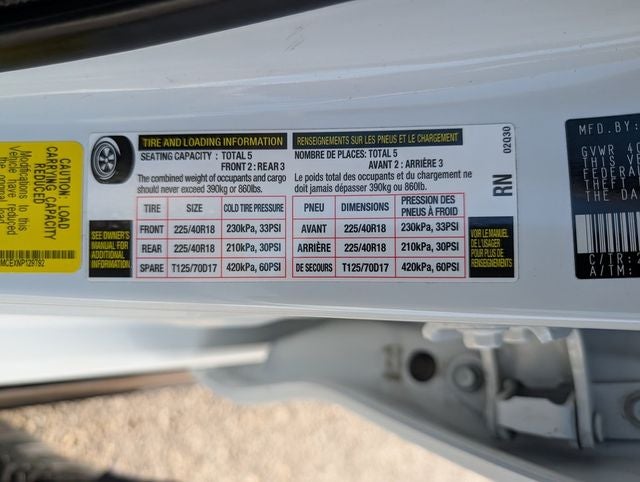 CAUTION: LOAD
CARRYING CAPACITY
REDUCED
Modifications to this
vehicle have reduced
the original
MCEXNP129782
TIRE AND LOADING INFORMATION
SEATING CAPACITY : TOTAL 5
FRONT 2 : REAR 3
The combined weight of occupants and cargo
should never exceed 390kg or 860lbs.
SEE OWNER'S
MANUAL FOR
ADDITIONAL
INFORMATION
TIRE SIZE COLD TIRE PRESSURE
FRONT 225/40R18 230kPa, 33PSI
REAR 225/40R18 210kPa, 30PSI
SPARE T125/70D17 420kPa, 60PSI
RENSEIGNEMENTS SUR LES PNEUS ET LE CHARGEMENT
NOMBRE DE PLACES: TOTAL 5
AVANT 2 : ARRIÈRE 3
Le poids total des occupants et du chargement ne
doit jamais dépasser 390kg ou 860lb.
PNEU DIMENSIONS PRESSION DES PNEUS À FROID
AVANT 225/40R18 230kPa, 33PSI
ARRIÈRE 225/40R18 210kPa, 30PSI
DE SECOURS T125/70D17 420kPa, 60PSI
VOIR LE MANUEL
DE L'USAGER
POUR PLUS DE
RENSEIGNEMENTS
02Q30
RN
MFD. BY:
GVWR
THIS
FEDERA
THEFT
THE DA
C/TR:
A/TM: